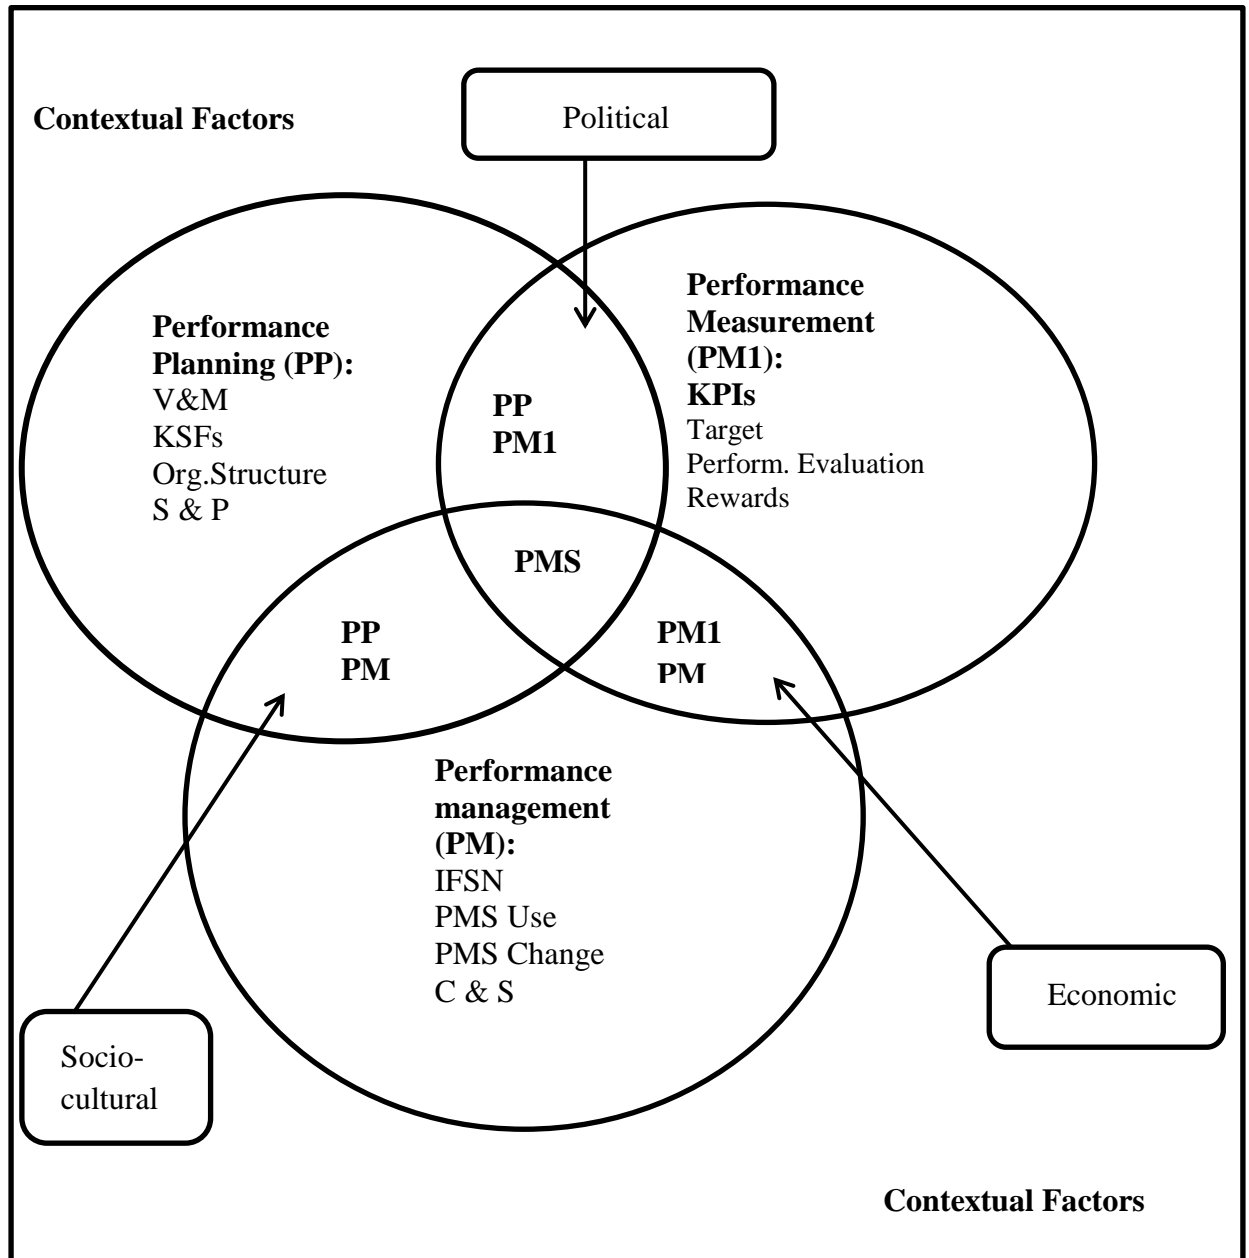 Contextual Factors
Political
Performance
Planning (PP):
V&M
KSFs
Org.Structure
S & P
Performance
Measurement
(PM1):
KPIs
Target
Perform. Evaluation
Rewards
PP
PM1
PMS
PP
PM
PM1
PM
Performance
management
(PM):
IFSN
PMS Use
PMS Change
C & S
Socio-
cultural
Economic
Contextual Factors